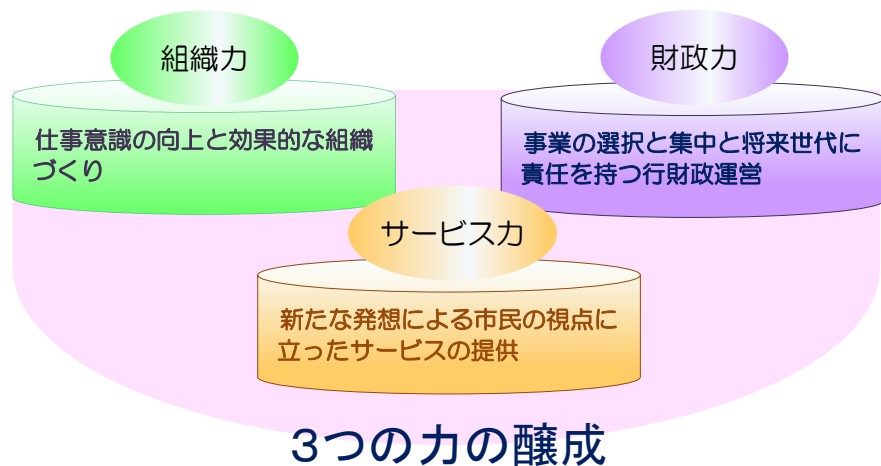 組織力
仕事意識の向上と効果的な組織
づくり
財政力
事業の選択と集中と将来世代に
責任を持つ行財政運営
サービス力
新たな発想による市民の視点に
立ったサービスの提供
3つの力の醸成